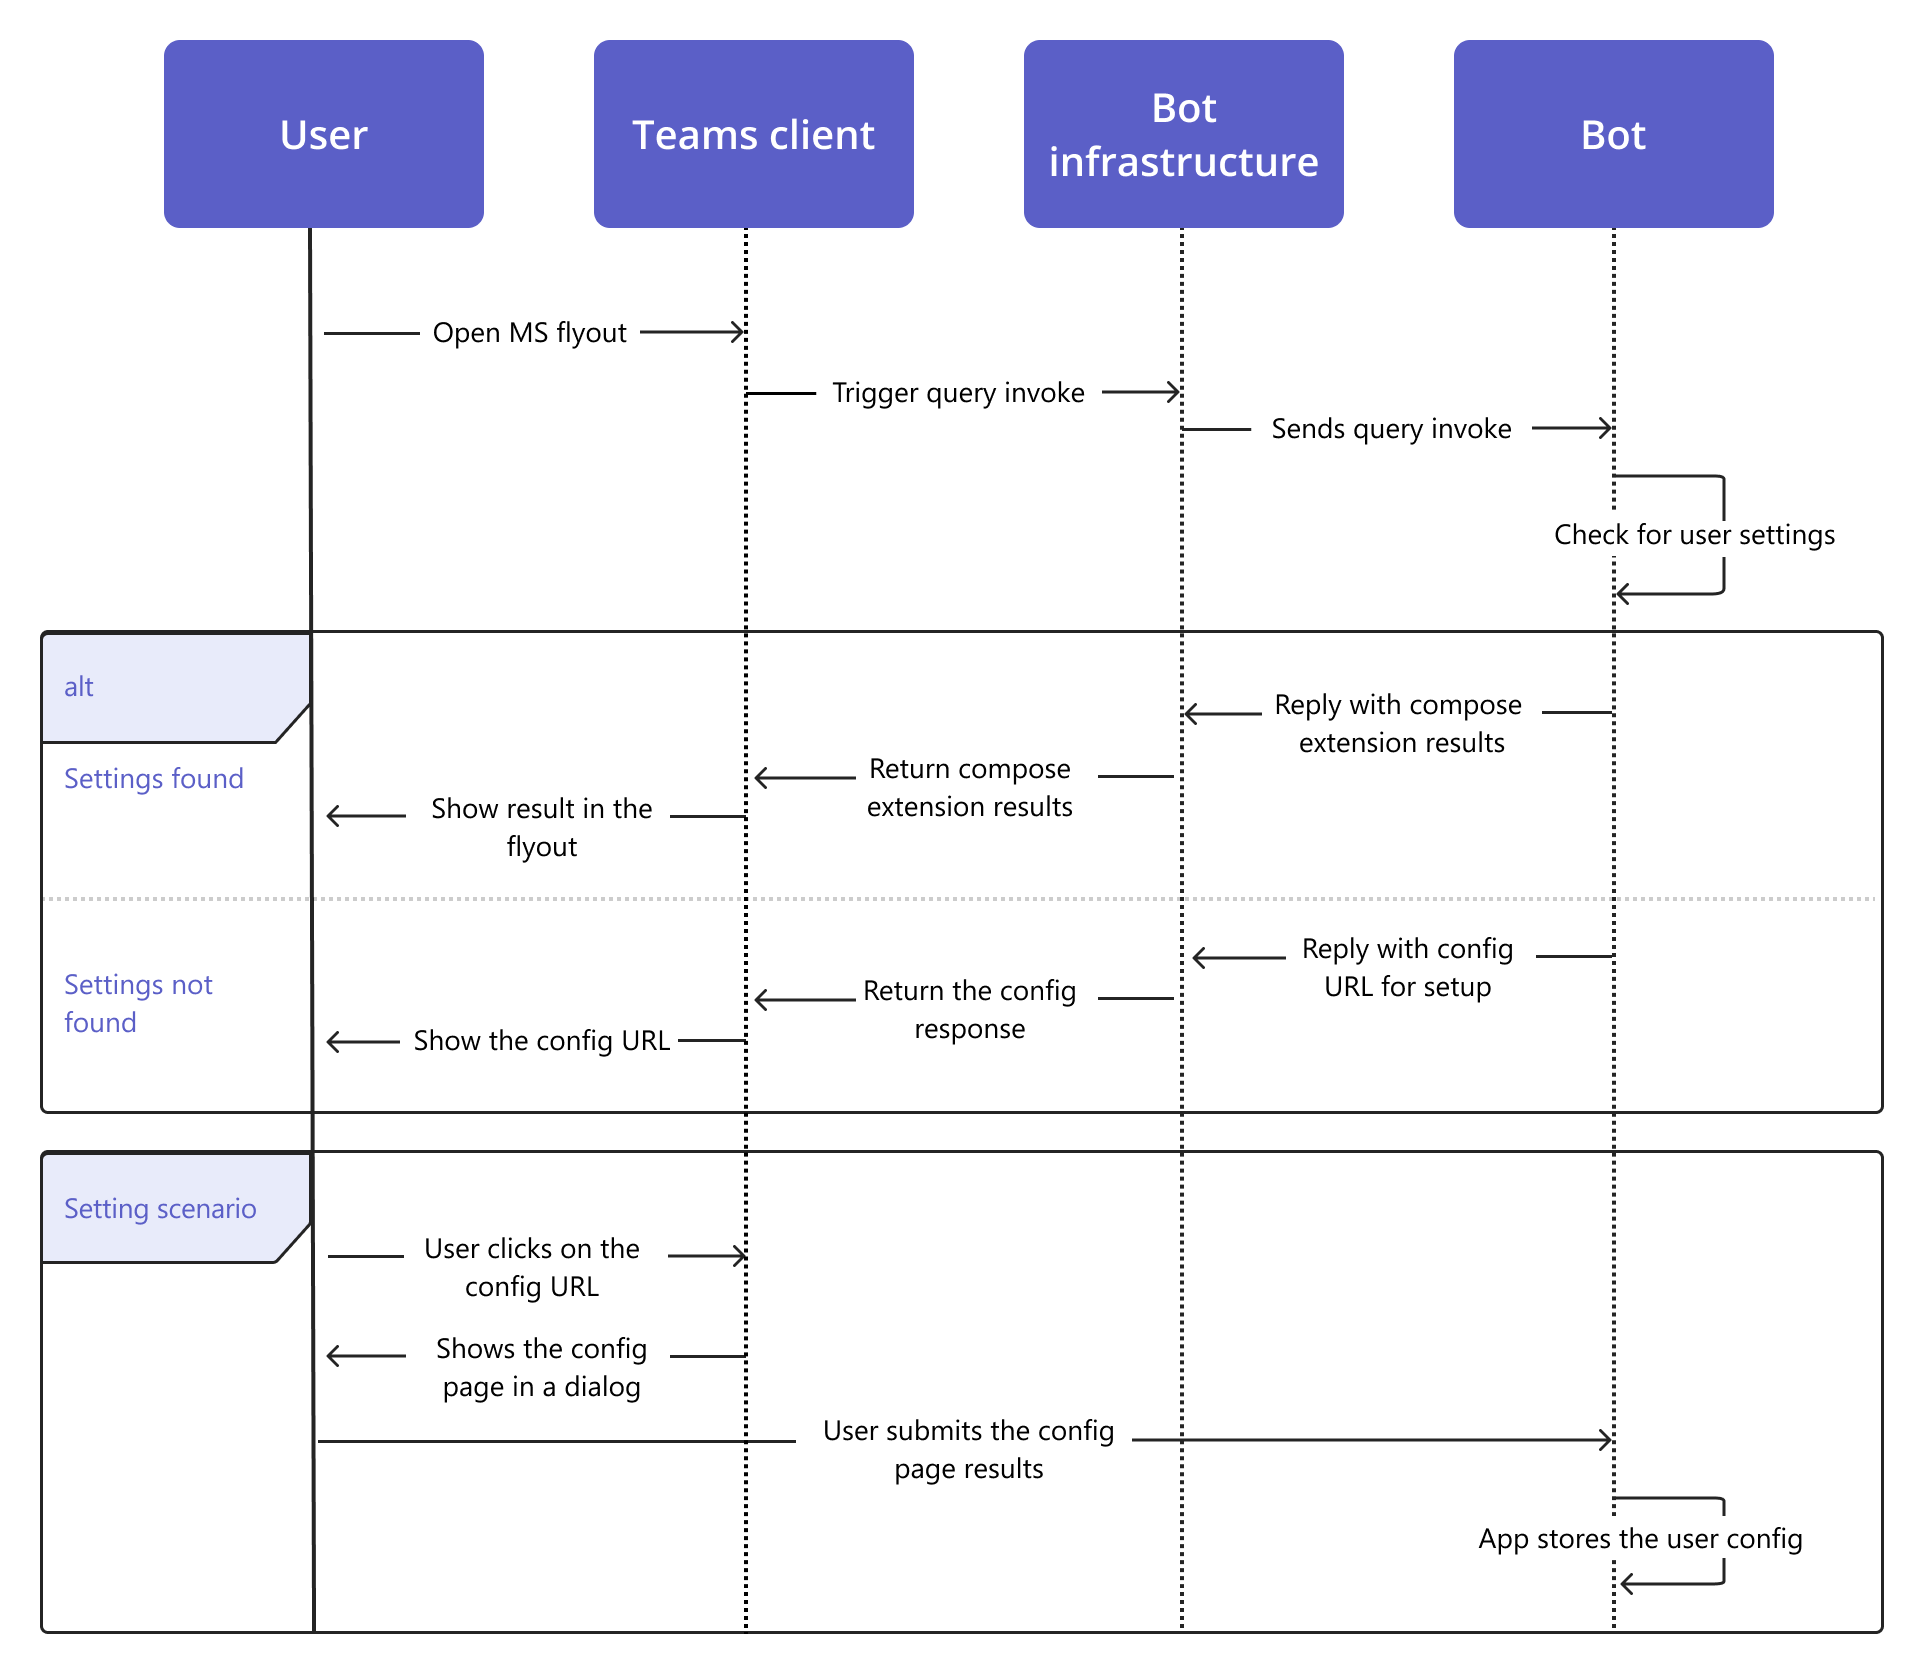 User
Teams client
Bot
infrastructure
Bot
Open MS flyout
Trigger query invoke
Sends query invoke
Check for user settings
alt
Reply with compose
extension results
Settings found
Return compose
extension results
Show result in the
flyout
Reply with config
URL for setup
Settings not
found
Return the config
response
Show the config URL
Setting scenario
User clicks on the
config URL
Shows the config
page in a dialog
User submits the config
page results
App stores the user config